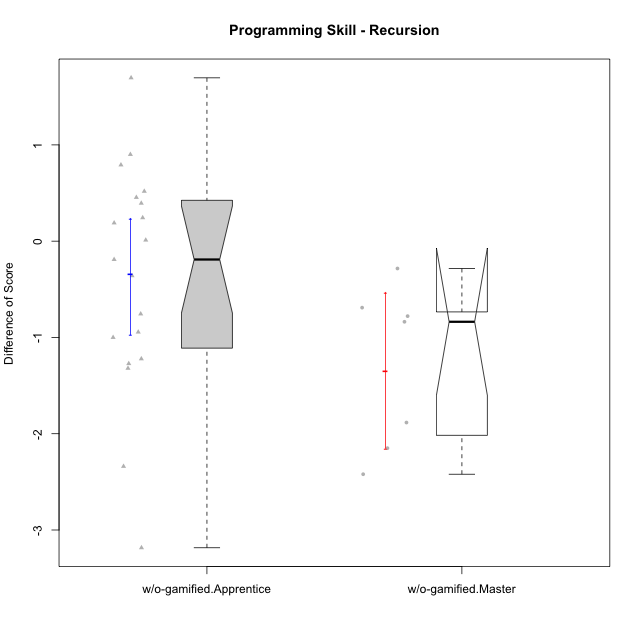 Programming Skill - Recursion
Difference of Score
1
0
-1
-2
-3
w/o-gamified.Apprentice
w/o-gamified.Master